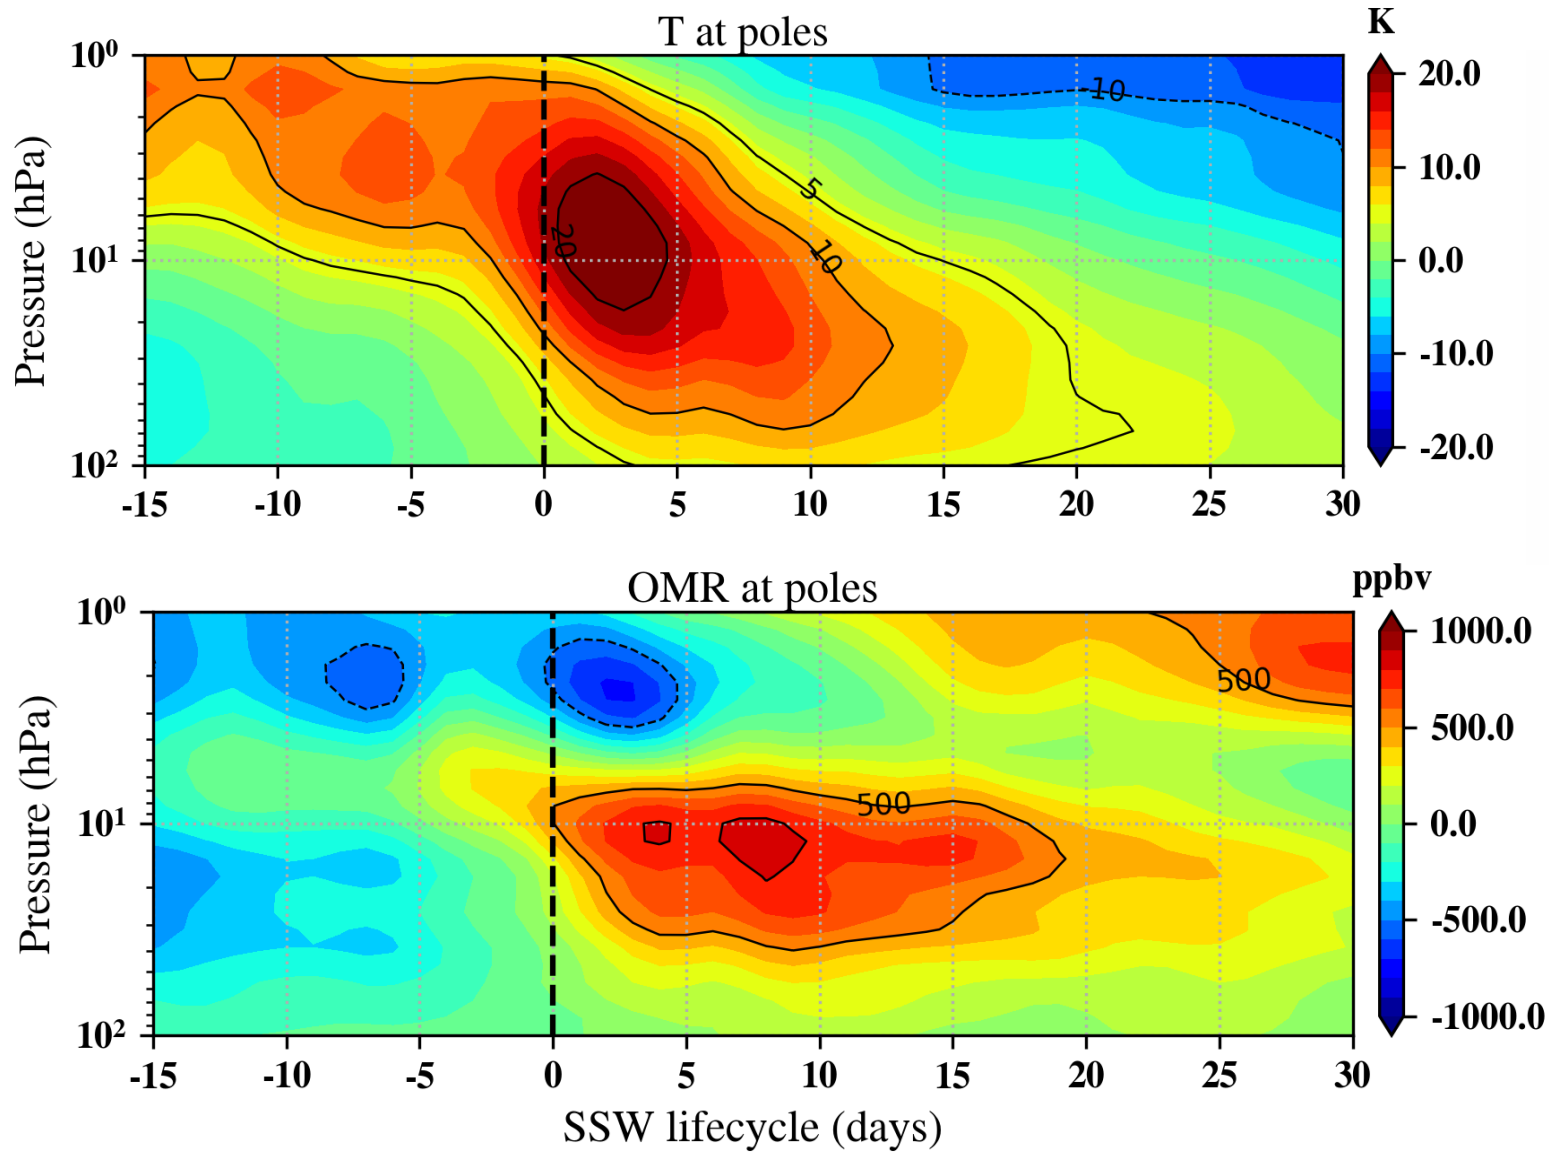 T at poles
K
10⁰
10¹
10²
Pressure (hPa)
-10
5
10
20
20.0
10.0
0.0
-10.0
-20.0
-15 -10 -5 0 5 10 15 20 25 30
OMR at poles
ppbv
10⁰
10¹
10²
Pressure (hPa)
500
500
1000.0
500.0
0.0
-500.0
-1000.0
-15 -10 -5 0 5 10 15 20 25 30
SSW lifecycle (days)